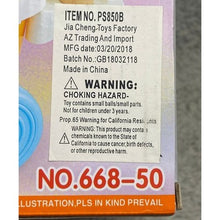 ITEM NO. PS850B
Jia Cheng Toys Factory
AZ Trading And Import
MFG date: 03/20/2018
Batch No.: GB18032118
Made in China
WARNING:
CHOKING HAZARD.
Toy contains small balls/small parts.
Not for children under 3 years.
Prop.65 Warning for California Residents
WARNING: This product
contains a chemical known to the state
of California to cause cancer, birth defects,
or other reproductive harm.
NO.668-50
ILLUSTRATION.PLS IN KIND PREVAIL